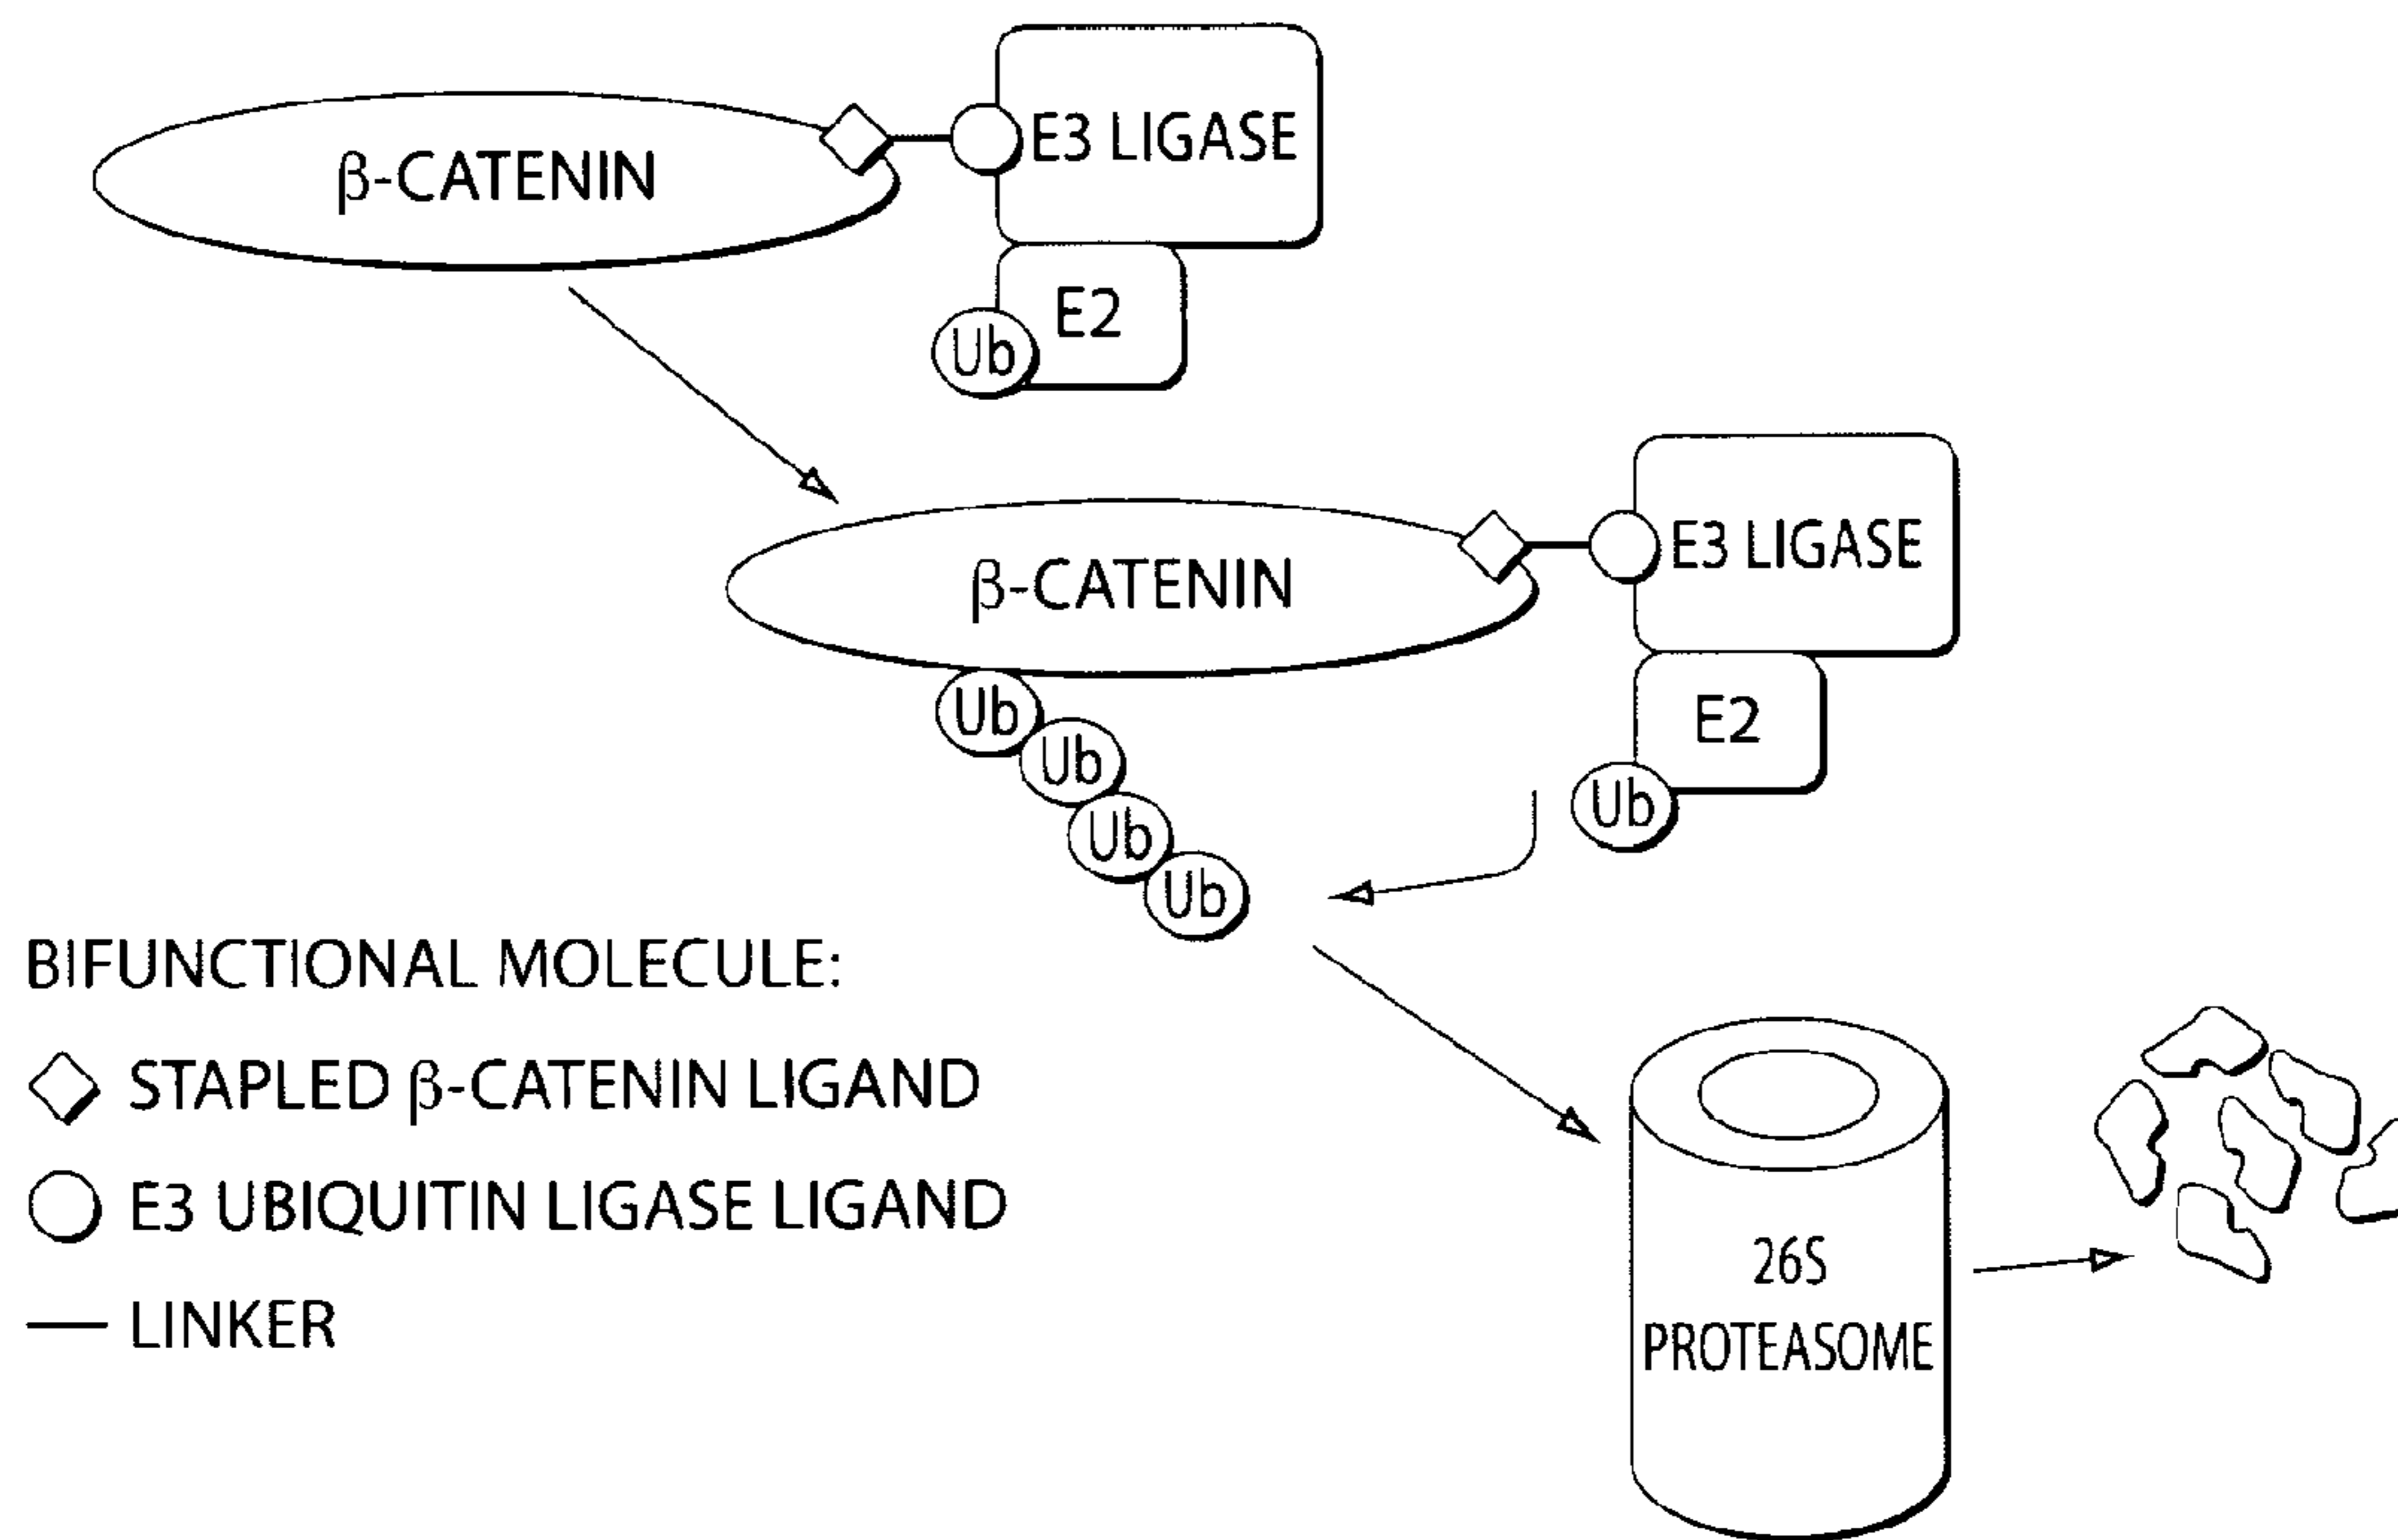 β-CATENIN
E3 LIGASE
E2
Ub
β-CATENIN
E3 LIGASE
E2
Ub
Ub
Ub
Ub
Ub
BIFUNCTIONAL MOLECULE:
STAPLED β-CATENIN LIGAND
E3 UBIQUITIN LIGASE LIGAND
LINKER
26S
PROTEASOME